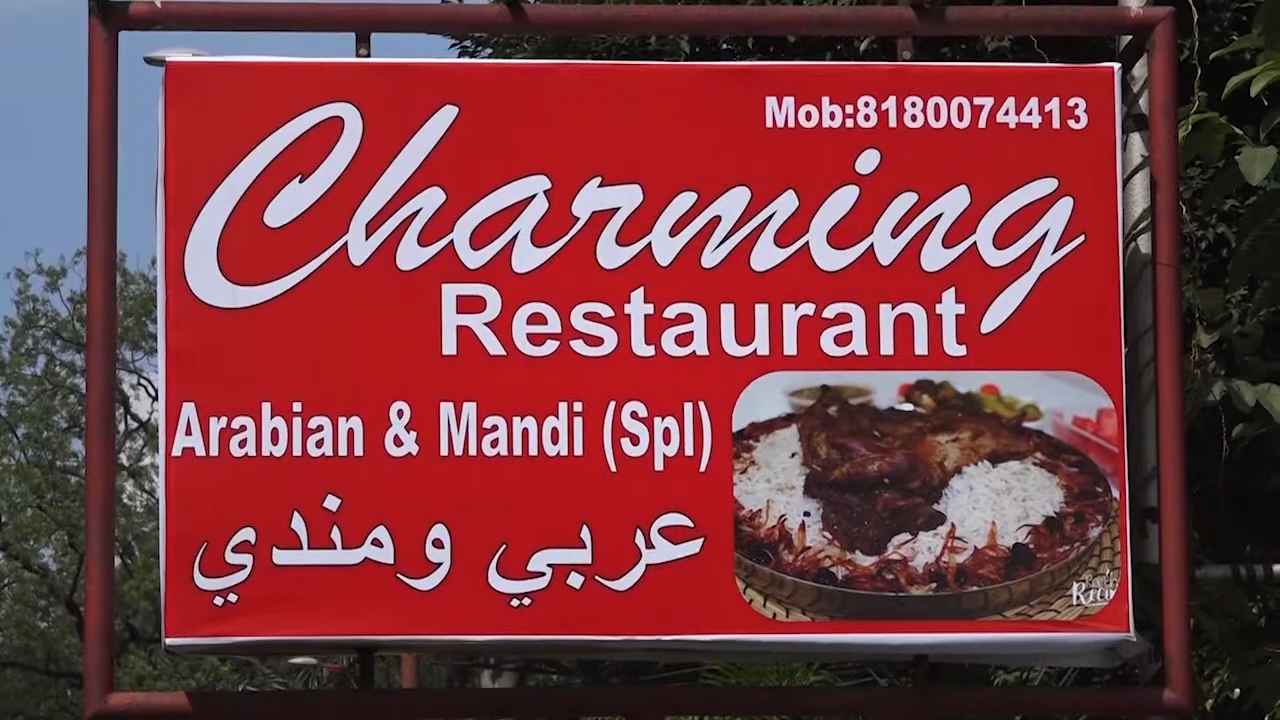 Mob:8180074413
Charming
Restaurant
Arabian & Mandi (Spl)
عربي ومندي